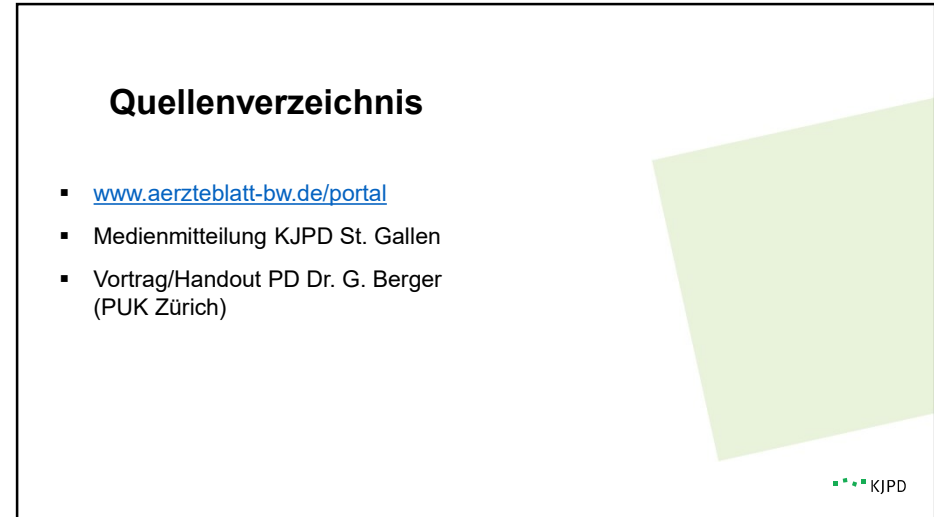 Quellenverzeichnis
▪ www.aerzteblatt-bw.de/portal
▪ Medienmitteilung KJPD St. Gallen
▪ Vortrag/Handout PD Dr. G. Berger
(PUK Zürich)
KJPD